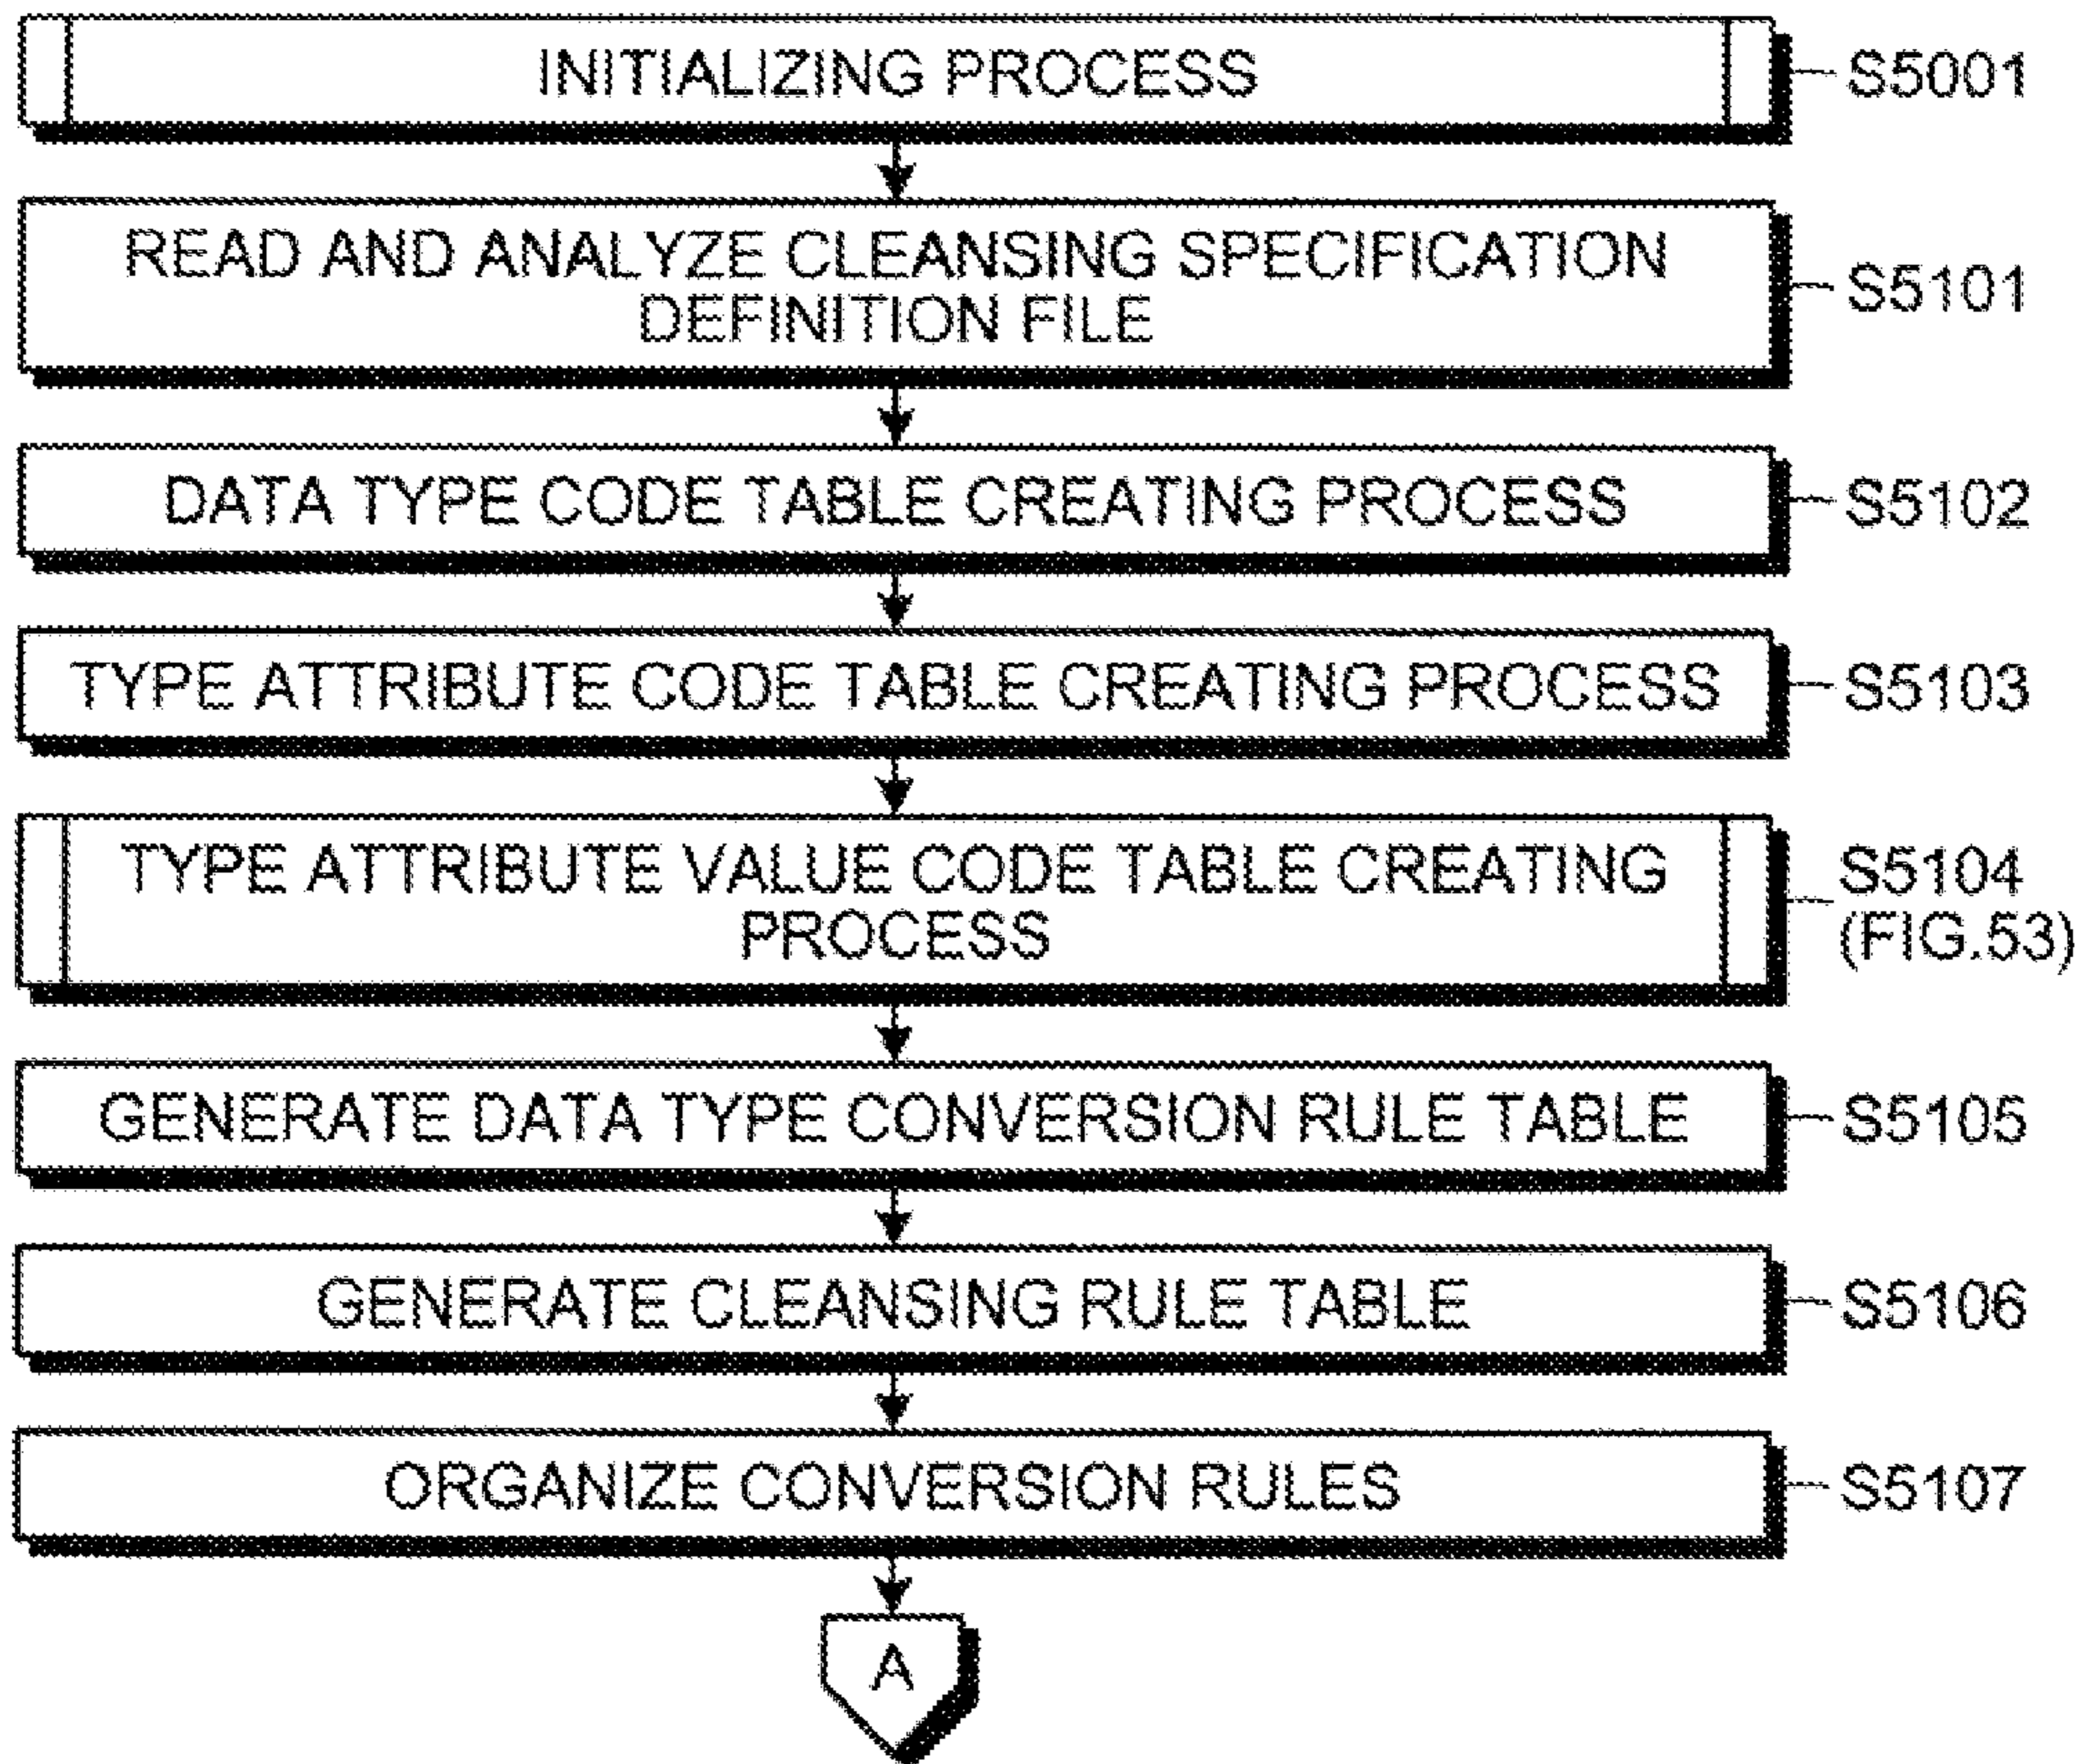 INITIALIZING PROCESS
S5001
READ AND ANALYZE CLEANSING SPECIFICATION
DEFINITION FILE
S5101
DATA TYPE CODE TABLE CREATING PROCESS
S5102
TYPE ATTRIBUTE CODE TABLE CREATING PROCESS
S5103
TYPE ATTRIBUTE VALUE CODE TABLE CREATING
PROCESS
S5104
(FIG.53)
GENERATE DATA TYPE CONVERSION RULE TABLE
S5105
GENERATE CLEANSING RULE TABLE
S5106
ORGANIZE CONVERSION RULES
S5107
A